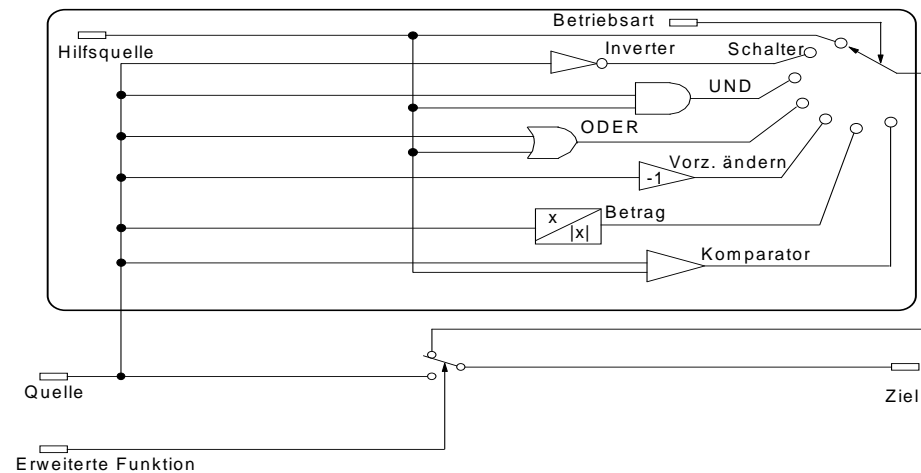 Betriebsart
Hilfsquelle
Inverter
Schalter
UND
ODER
Vorz. ändern
-1
Betrag
x
|x|
Komparator
Quelle
Ziel
Erweiterte Funktion